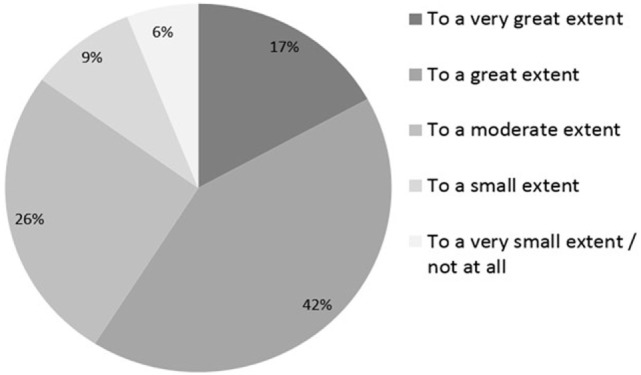 6%
17%
9%
26%
42%
To a very great extent
To a great extent
To a moderate extent
To a small extent
To a very small extent /
not at all